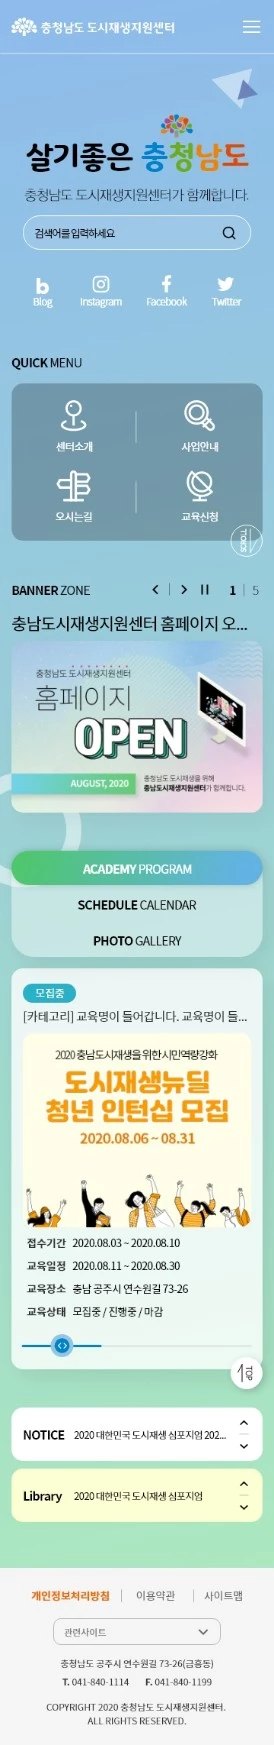 충청남도 도시재생지원센터
살기좋은 충청남도
충청남도 도시재생지원센터가 함께합니다.
검색어를 입력하세요
Blog Instagram Facebook Twitter
QUICK MENU
센터소개 사업안내
오시는길 교육신청
TOOLS
BANNER ZONE 1 5
충남도시재생지원센터 홈페이지 오...
충청남도 도시재생지원센터
홈페이지
OPEN
AUGUST, 2020
충청남도 도시재생을 위해
충남도시재생지원센터가 함께합니다.
ACADEMY PROGRAM
SCHEDULE CALENDAR
PHOTO GALLERY
모집중
[카테고리] 교육명이 들어갑니다. 교육명이 들...
2020 충남도시재생을 위한 시민역량강화
도시재생뉴딜
청년 인턴십 모집
2020.08.06 ~ 08.31
접수기간 2020.08.03 ~ 2020.08.10
교육일정 2020.08.11 ~ 2020.08.30
교육장소 충남 공주시 연수원길 73-26
교육상태 모집중 / 진행중 / 마감
TOP
NOTICE 2020 대한민국 도시재생 심포지엄 202...
Library 2020 대한민국 도시재생 심포지엄
개인정보처리방침 이용약관 사이트맵
관련사이트
충청남도 공주시 연수원길 73-26(금흥동)
T. 041-840-1114 F. 041-840-1199
COPYRIGHT 2020 충청남도 도시재생지원센터.
ALL RIGHTS RESERVED.